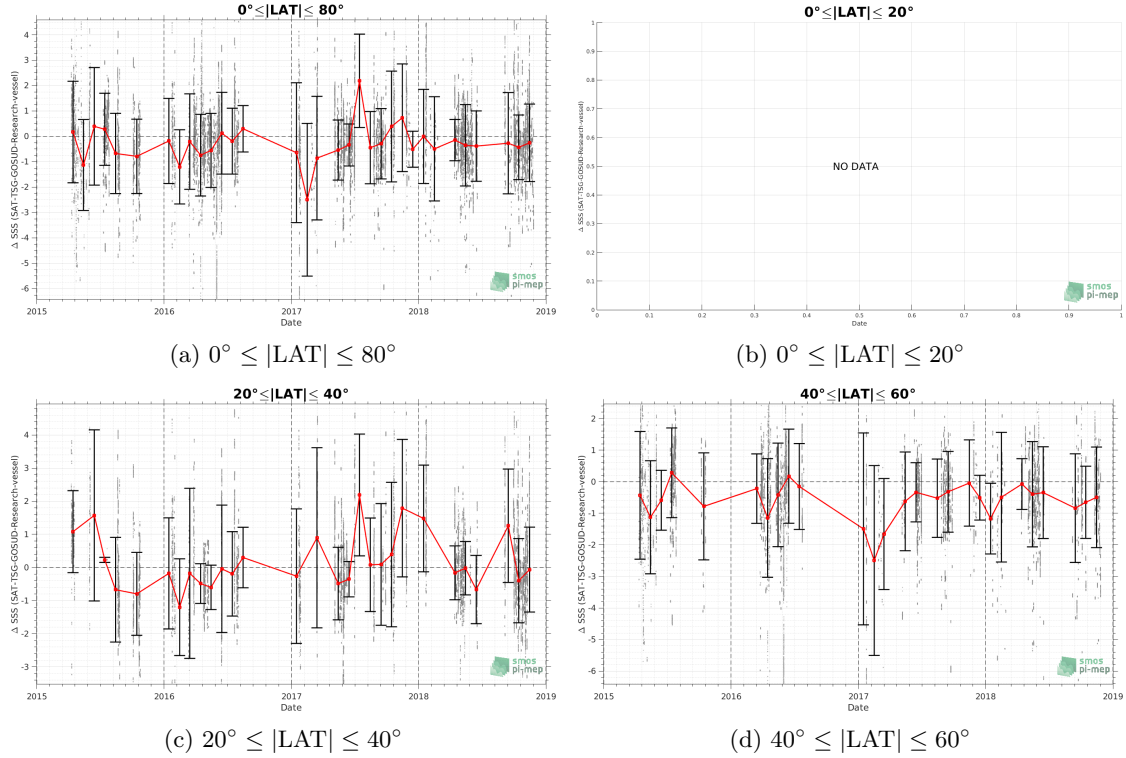 0°≤|LAT|≤ 80°
Δ SSS (SAT-TSG-GOSUD-Research-vessel)
4
3
2
1
0
-1
-2
-3
-4
-5
-6
2015
2016
2017
2018
2019
Date
smos
pi-mep
(a) 0° ≤ |LAT| ≤ 80°
0°≤|LAT|≤ 20°
Δ SSS (SAT-TSG-GOSUD-Research-vessel)
1
0.9
0.8
0.7
0.6
0.5
0.4
0.3
0.2
0.1
0
NO DATA
0
0.1
0.2
0.3
0.4
0.5
0.6
0.7
0.8
0.9
1
Date
smos
pi-mep
(b) 0° ≤ |LAT| ≤ 20°
20°≤|LAT|≤ 40°
Δ SSS (SAT-TSG-GOSUD-Research-vessel)
4
3
2
1
0
-1
-2
-3
2015
2016
2017
2018
2019
Date
smos
pi-mep
(c) 20° ≤ |LAT| ≤ 40°
40°≤|LAT|≤ 60°
Δ SSS (SAT-TSG-GOSUD-Research-vessel)
2
1
0
-1
-2
-3
-4
-5
-6
2015
2016
2017
2018
2019
Date
smos
pi-mep
(d) 40° ≤ |LAT| ≤ 60°